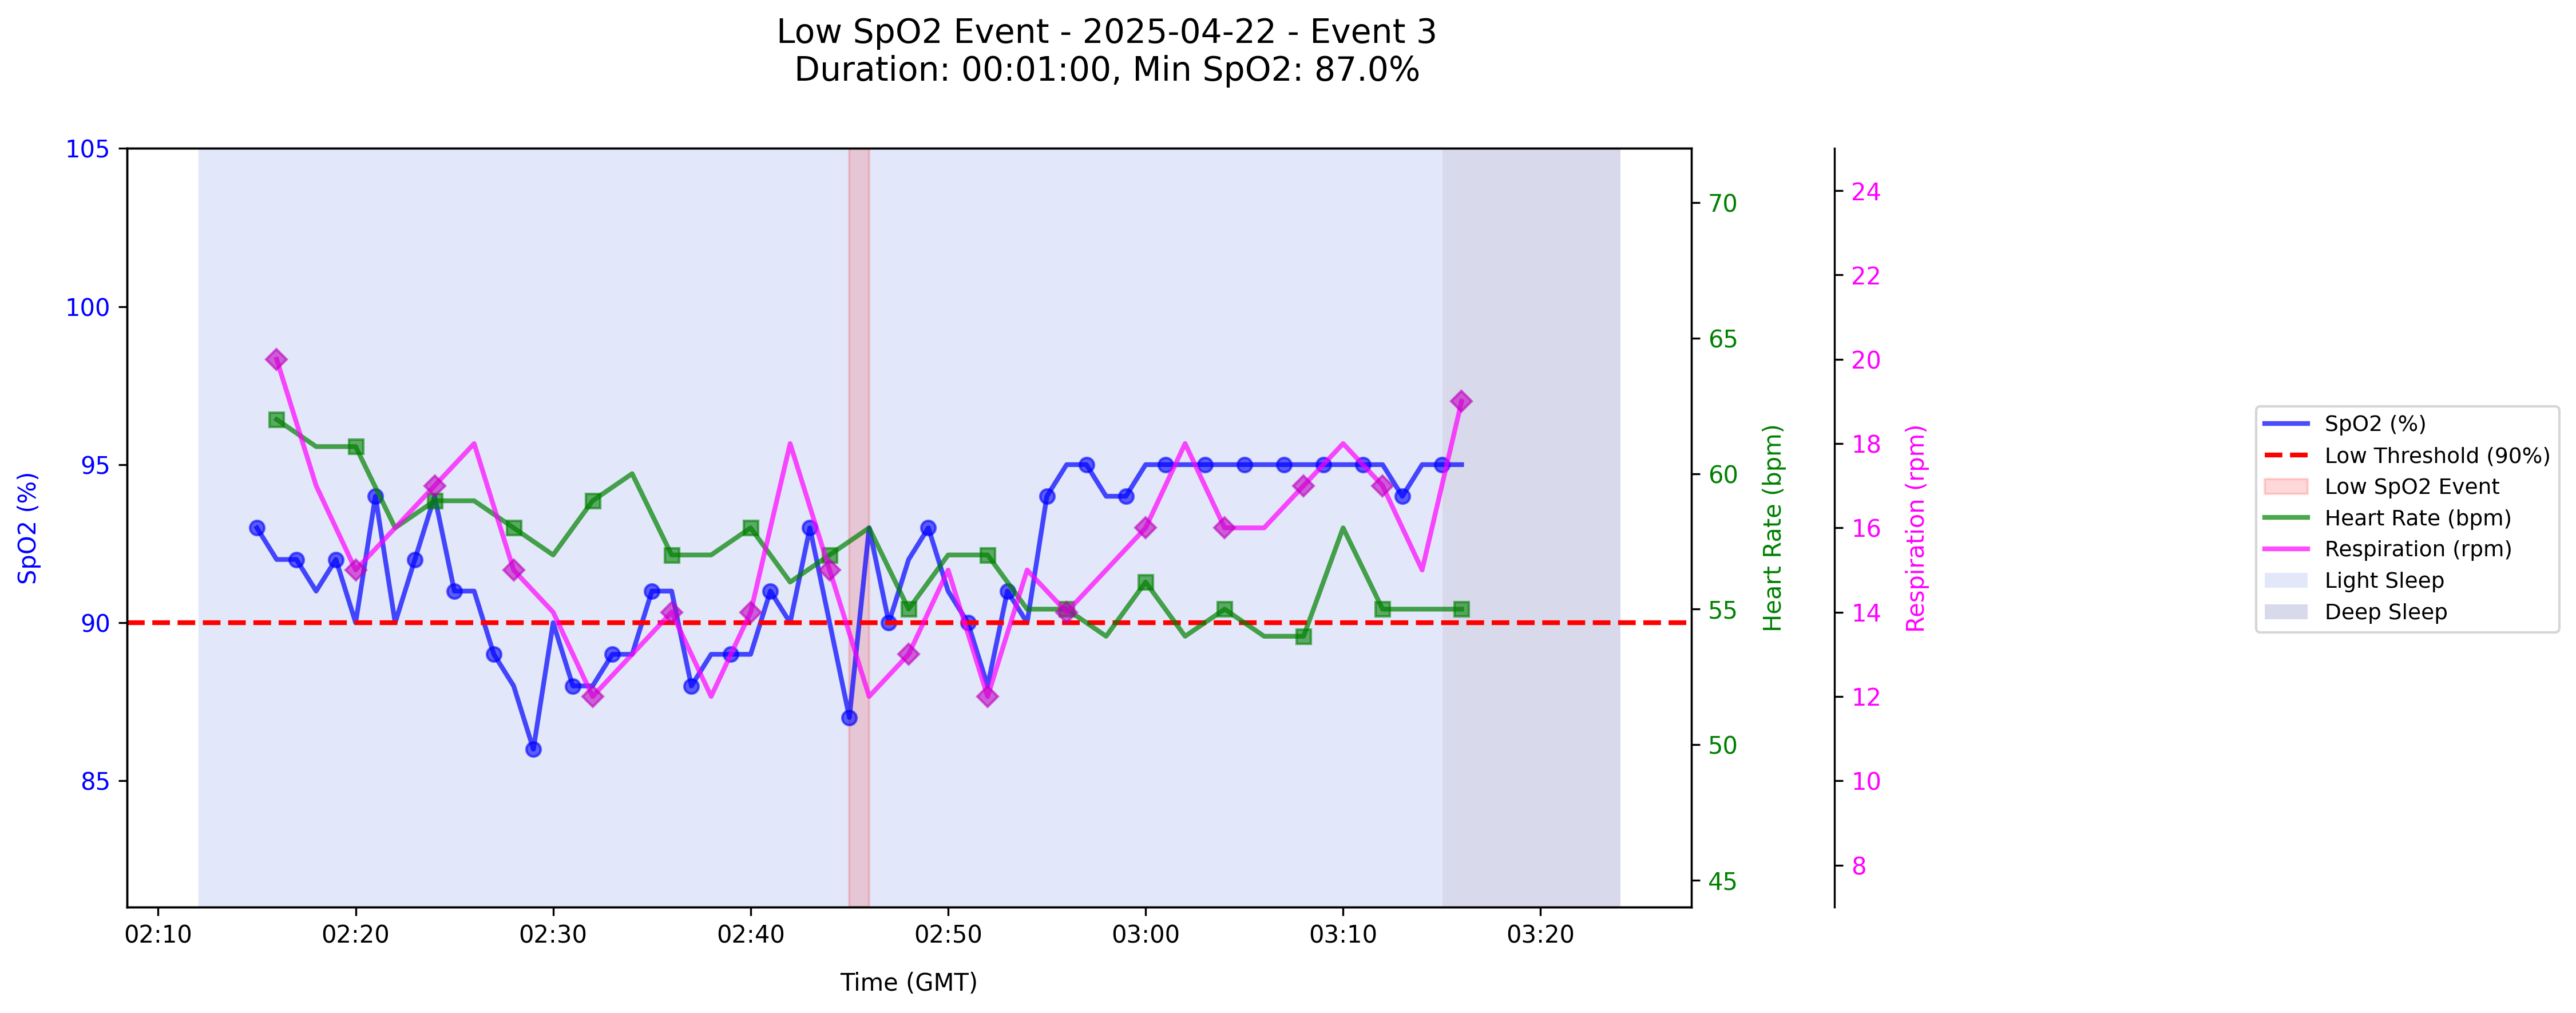 Low SpO2 Event - 2025-04-22 - Event 3
Duration: 00:01:00, Min SpO2: 87.0%
SpO2 (%)
105
100
95
90
85
02:10 02:20 02:30 02:40 02:50 03:00 03:10 03:20
Time (GMT)
70
65
60
55
50
45
Heart Rate (bpm)
24
22
20
18
16
14
12
10
8
Respiration (rpm)
SpO2 (%)
Low Threshold (90%)
Low SpO2 Event
Heart Rate (bpm)
Respiration (rpm)
Light Sleep
Deep Sleep